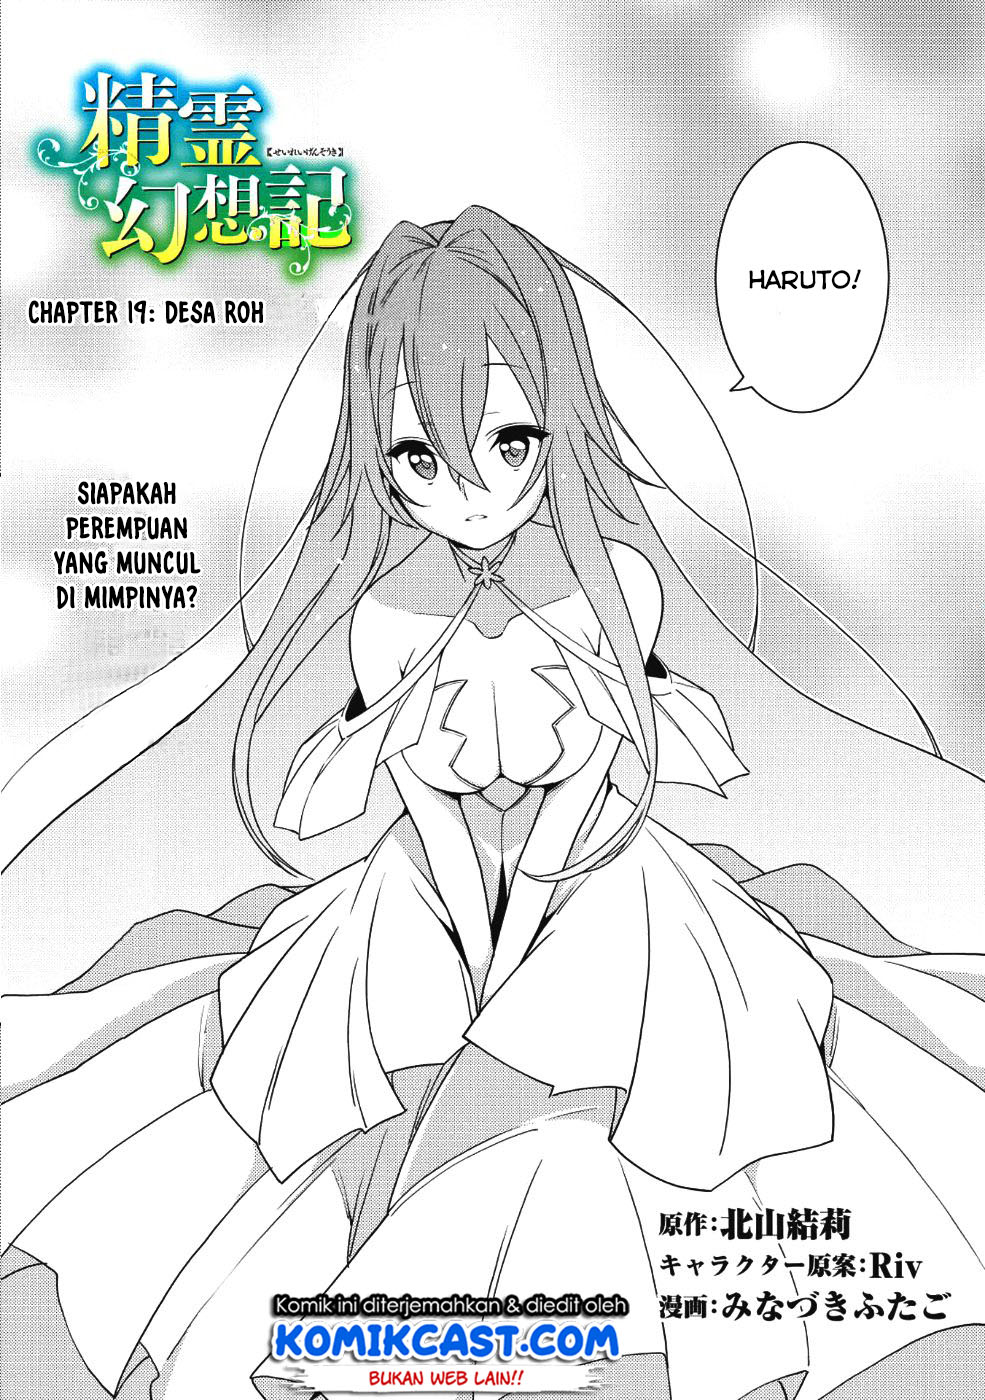 精霊
【せいれいげんそうき】
幻想記
CHAPTER 19: DESA ROH
HARUTO!
SIAPAKAH
PEREMPUAN
YANG MUNCUL
DI MIMPINYA?
原作:北山結莉
キャラクター原案:Riv
漫画:みなづきふたご
Komik ini diterjemahkan & diedit oleh
KOMIKCAST.COM
BUKAN WEB LAIN!!